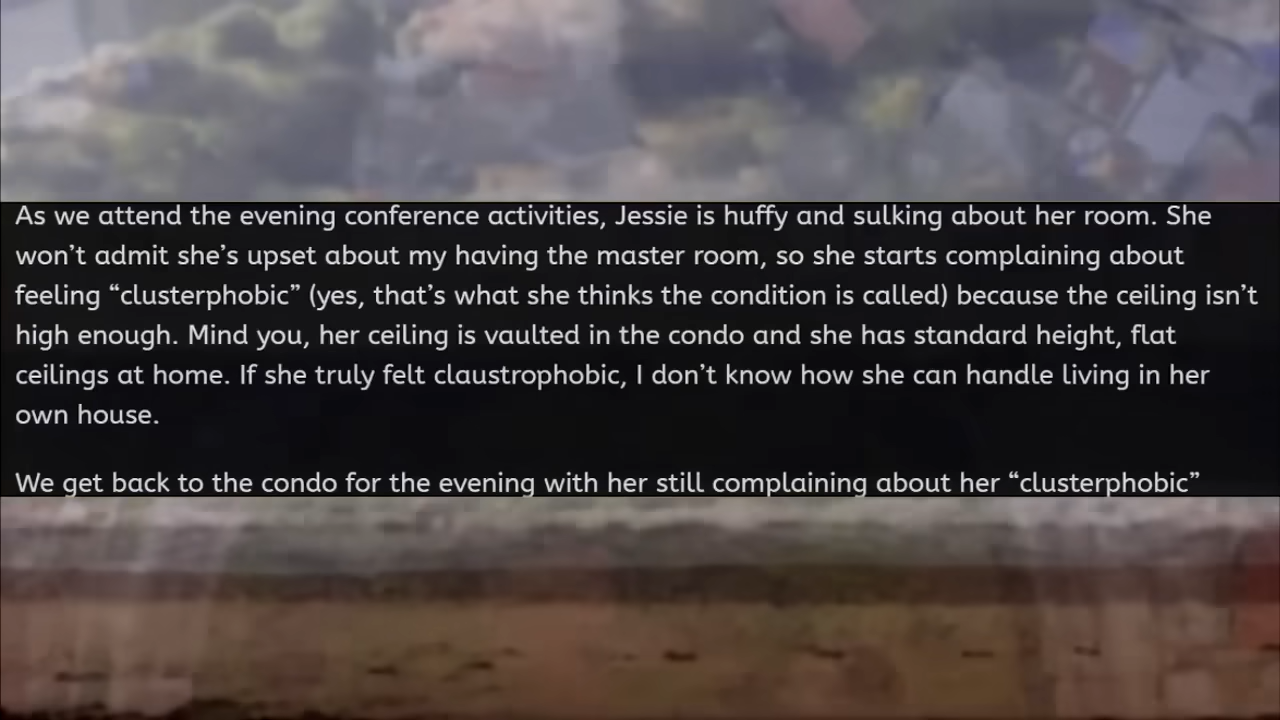 As we attend the evening conference activities, Jessie is huffy and sulking about her room. She
won’t admit she’s upset about my having the master room, so she starts complaining about
feeling “clusterphobic” (yes, that’s what she thinks the condition is called) because the ceiling isn’t
high enough. Mind you, her ceiling is vaulted in the condo and she has standard height, flat
ceilings at home. If she truly felt claustrophobic, I don’t know how she can handle living in her
own house.
We get back to the condo for the evening with her still complaining about her “clusterphobic”